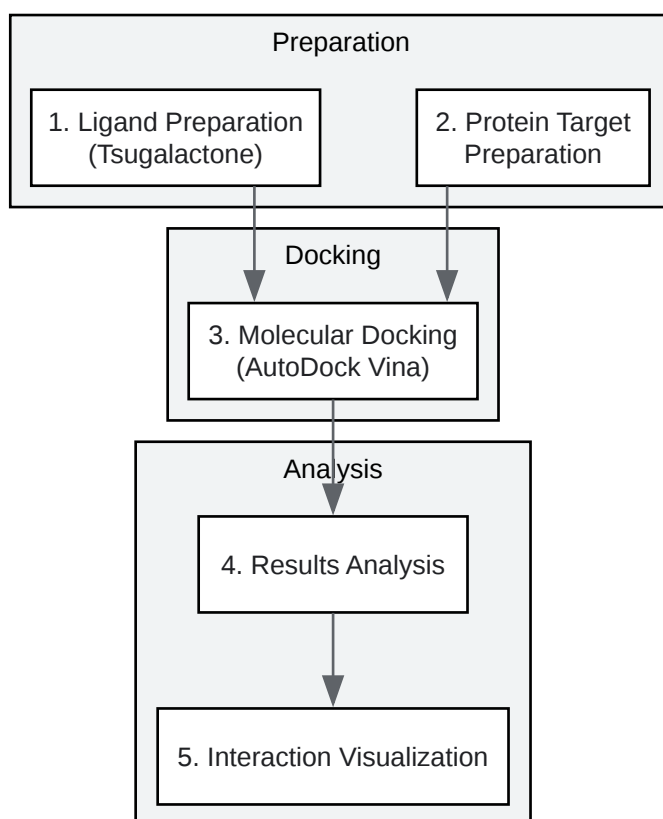 Preparation
1. Ligand Preparation
(Tsugalactone)
2. Protein Target
Preparation
Docking
3. Molecular Docking
(AutoDock Vina)
Analysis
4. Results Analysis
5. Interaction Visualization